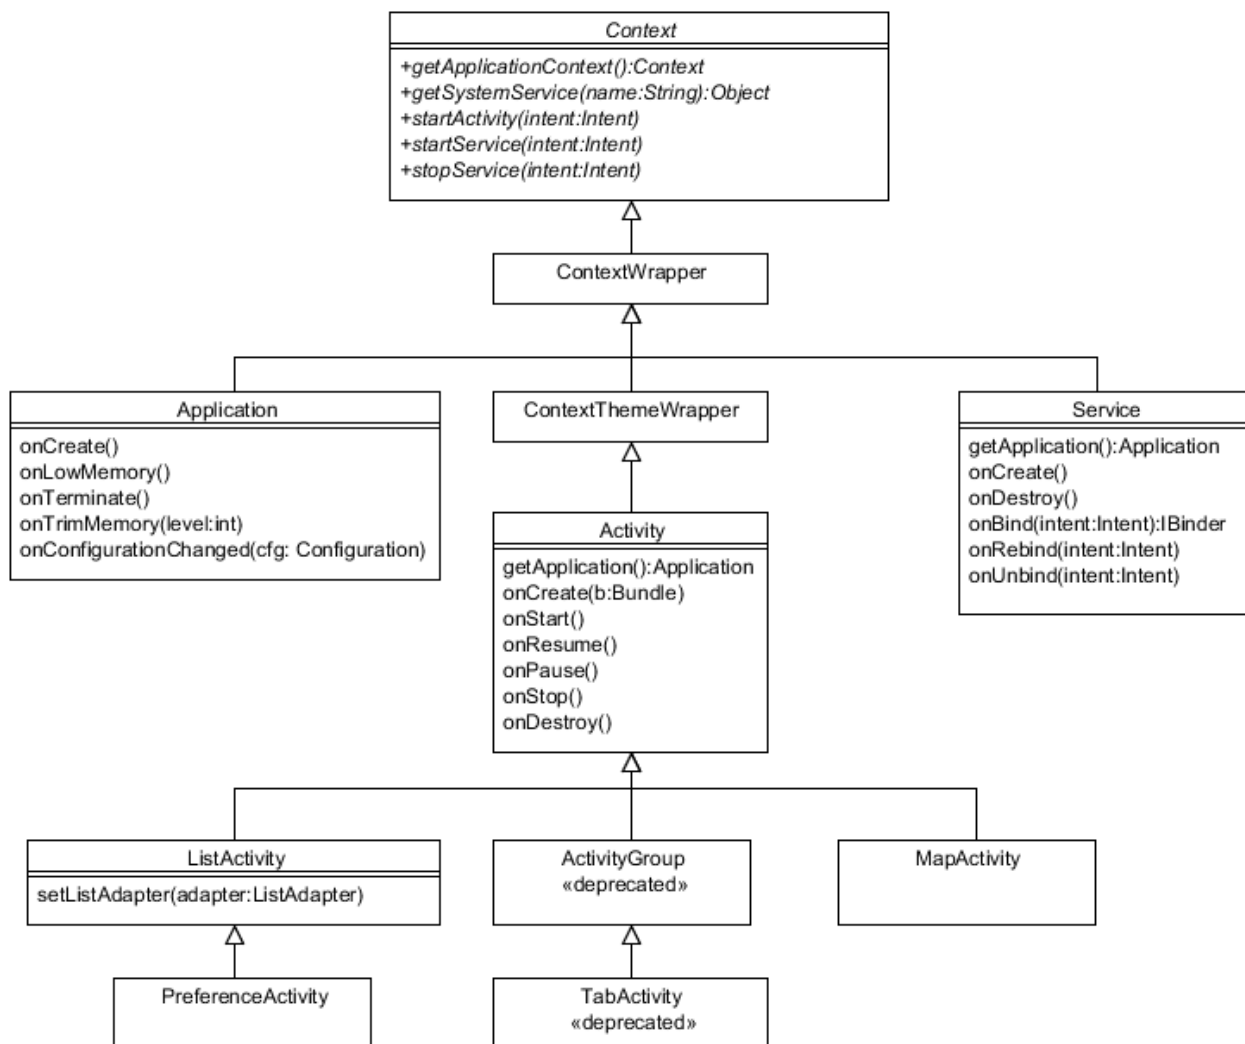 Context
+getApplicationContext():Context
+getSystemService(name:String):Object
+startActivity(intent:Intent)
+startService(intent:Intent)
+stopService(intent:Intent)
ContextWrapper
Application
onCreate()
onLowMemory()
onTerminate()
onTrimMemory(level:int)
onConfigurationChanged(cfg: Configuration)
ContextThemeWrapper
Service
getApplication():Application
onCreate()
onDestroy()
onBind(intent:Intent):IBinder
onRebind(intent:Intent)
onUnbind(intent:Intent)
Activity
getApplication():Application
onCreate(b:Bundle)
onStart()
onResume()
onPause()
onStop()
onDestroy()
ListActivity
setListAdapter(adapter:ListAdapter)
ActivityGroup
«deprecated»
MapActivity
PreferenceActivity
TabActivity
«deprecated»